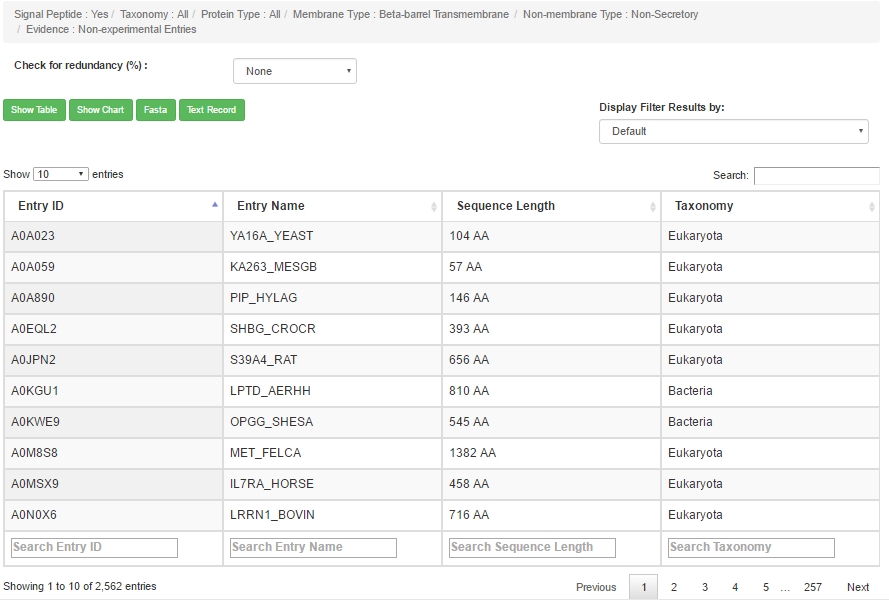 Signal Peptide : Yes / Taxonomy : All / Protein Type : All / Membrane Type : Beta-barrel Transmembrane / Non-membrane Type : Non-Secretory
/ Evidence : Non-experimental Entries
Check for redundancy (%) : None
Show Table Show Chart Fasta Text Record
Display Filter Results by:
Default
Show 10 entries Search:
Entry ID Entry Name Sequence Length Taxonomy
A0A023 YA16A_YEAST 104 AA Eukaryota
A0A059 KA263_MESGB 57 AA Eukaryota
A0A890 PIP_HYLAG 146 AA Eukaryota
A0EQL2 SHBG_CROCR 393 AA Eukaryota
A0JPN2 S39A4_RAT 656 AA Eukaryota
A0KGU1 LPTD_AERHH 810 AA Bacteria
A0KWE9 OPGG_SHESA 545 AA Bacteria
A0M8S8 MET_FELCA 1382 AA Eukaryota
A0MSX9 IL7RA_HORSE 458 AA Eukaryota
A0N0X6 LRRN1_BOVIN 716 AA Eukaryota
Search Entry ID Search Entry Name Search Sequence Length Search Taxonomy
Showing 1 to 10 of 2,562 entries Previous 1 2 3 4 5 ... 257 Next